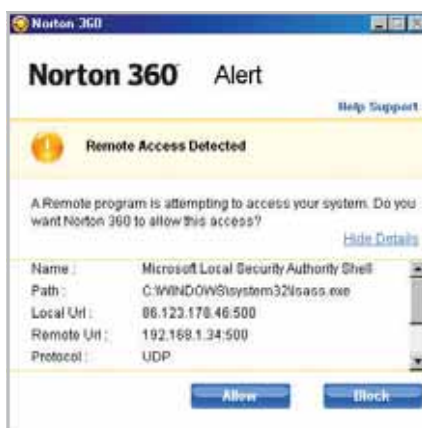 Norton 360
Norton 360 Alert
Help Support
Remote Access Detected
A Remote program is attempting to access your system. Do you
want Norton 360 to allow this access?
Hide Details
Name : Microsoft Local Security Authority Shell
Path : C:\WINDOWS\system32\lsass.exe
Local Url : 86.123.178.46:500
Remote Url : 192.168.1.34:500
Protocol : UDP
Allow Block